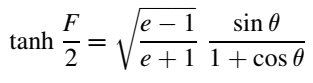 tanh F/2 = √((e − 1)/(e + 1)) sin θ/(1 + cos θ)